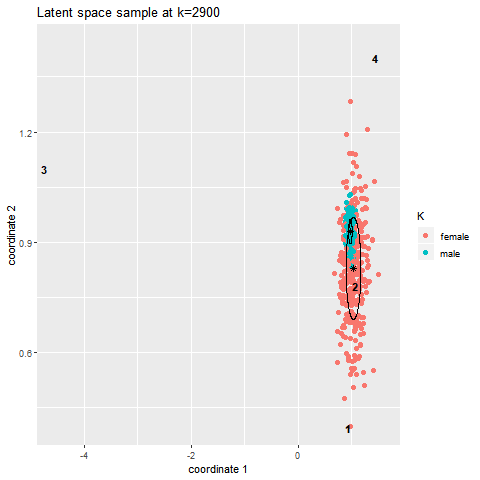 Latent space sample at k=2900
4
1.2
3
K
female
male
0.9
2
0.6
1
-4
-2
0
coordinate 1
coordinate 2